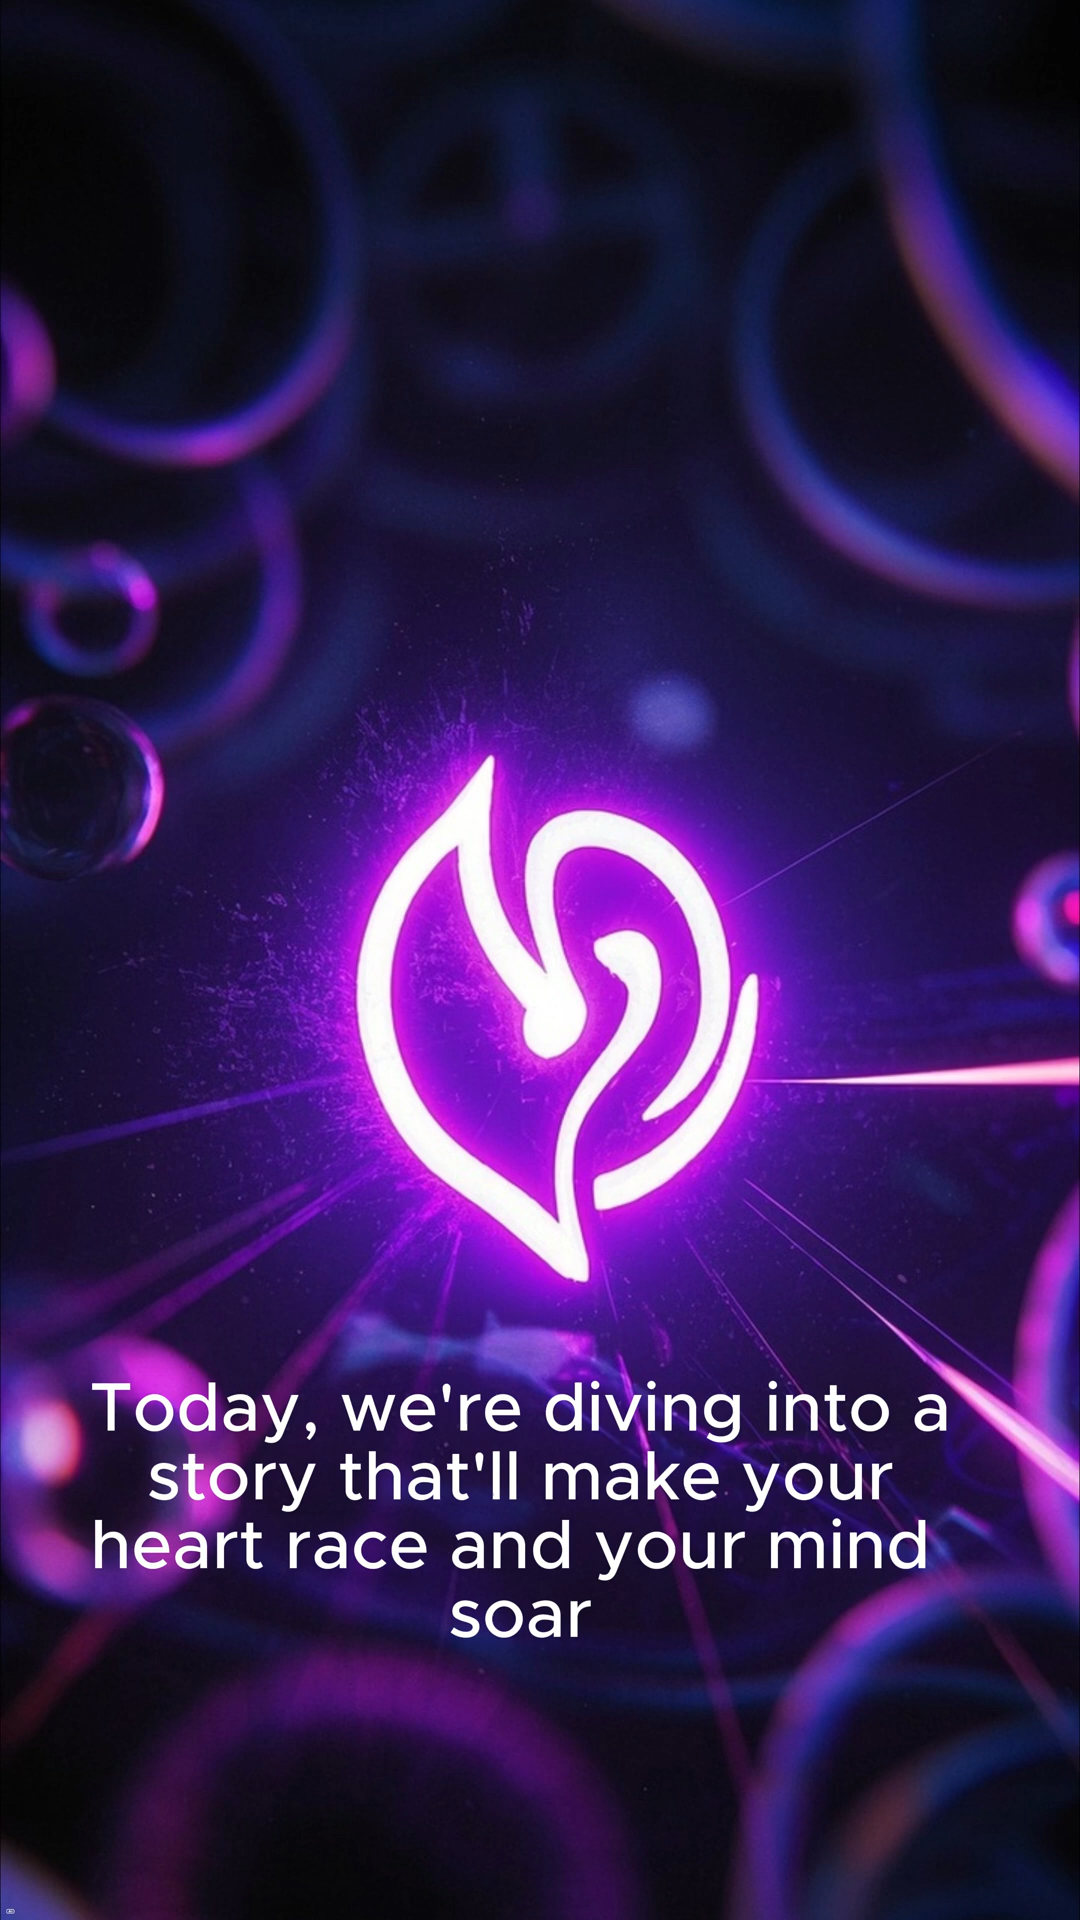 Today, we're diving into a
story that'll make your
heart race and your mind
soar